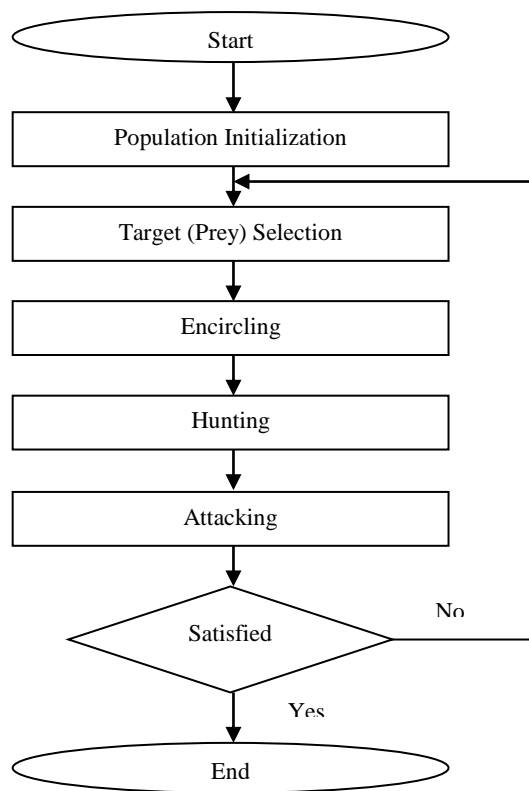 Start
Population Initialization
Target (Prey) Selection
Encircling
Hunting
Attacking
Satisfied
No
Yes
End